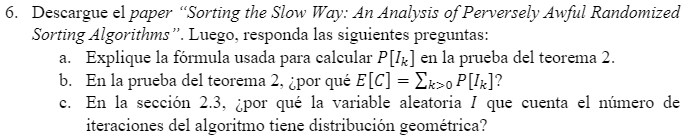 6. Descargue el paper “Sorting the Slow Way: An Analysis of Perversely Awful Randomized
Sorting Algorithms”. Luego, responda las siguientes preguntas:
a. Explique la fórmula usada para calcular P[I_k] en la prueba del teorema 2.
b. En la prueba del teorema 2, ¿por qué E[C] = ∑_{k>0} P[I_k]?
c. En la sección 2.3, ¿por qué la variable aleatoria I que cuenta el número de
iteraciones del algoritmo tiene distribución geométrica?